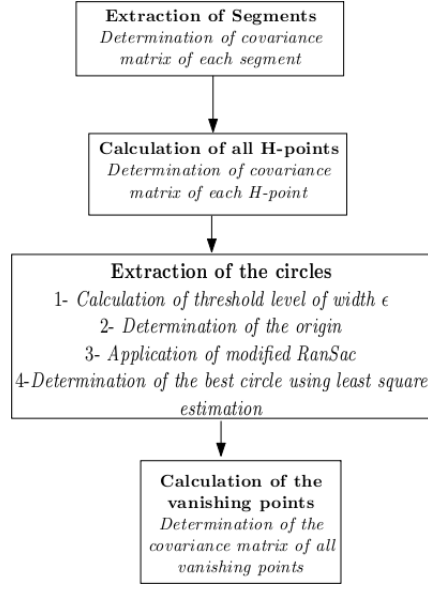 Extraction of Segments
Determination of covariance
matrix of each segment
Calculation of all H-points
Determination of covariance
matrix of each H-point
Extraction of the circles
1- Calculation of threshold level of width ϵ
2- Determination of the origin
3- Application of modified RanSac
4-Determination of the best circle using least square
estimation
Calculation of the
vanishing points
Determination of the
covariance matrix of all
vanishing points